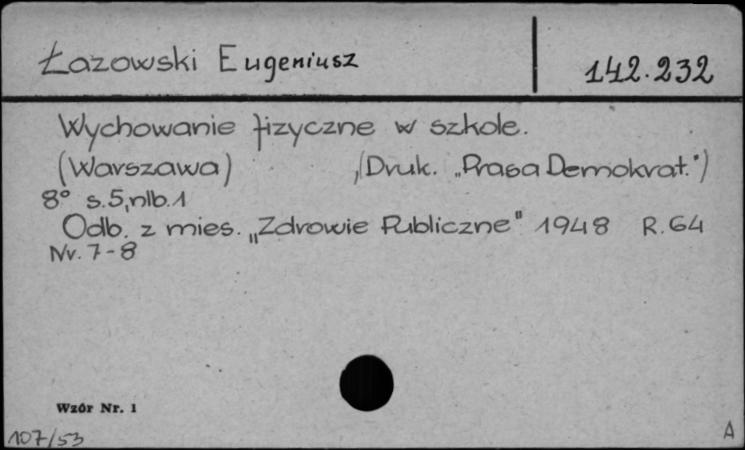 Łazowski Eugeniusz 142.232
Wychowanie fizyczne w szkole.
(Warszawa) ,(Druk. „Prasa Demokrat.")
8° s.5, nlb.1
Odb. z mies. „Zdrowie Publiczne" 1948 R.64
Nr. 7-8
Wzór Nr. 1
107/53 A